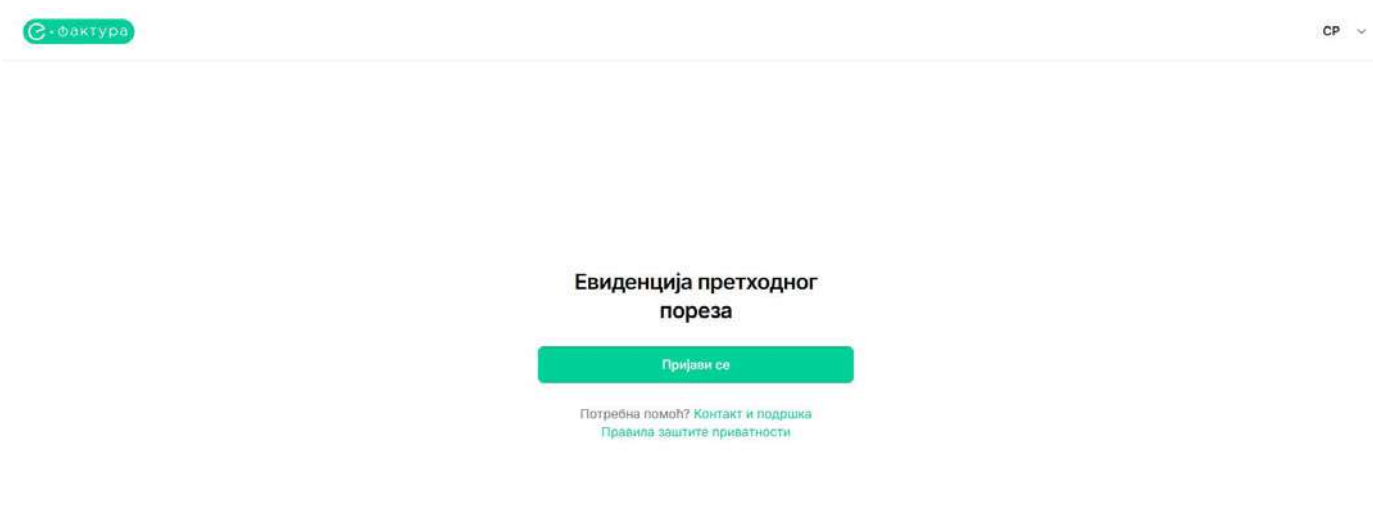 е-фактура
СР
Евиденција претходног
пореза
Пријави се
Потребна помоћ? Контакт и подршка
Правила заштите приватности